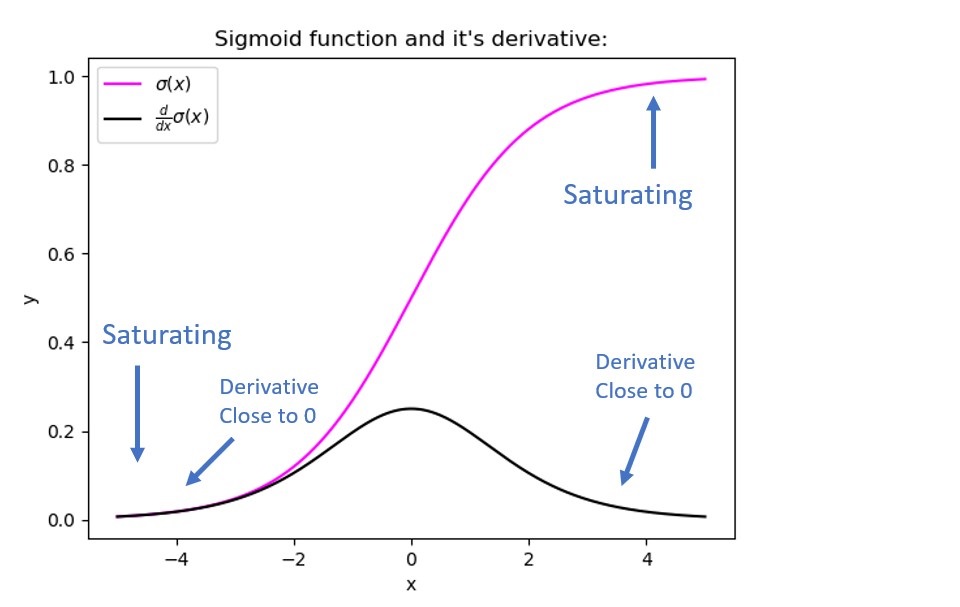 Sigmoid function and it's derivative:
σ(x)
d/dx σ(x)
1.0
0.8
0.6
0.4
0.2
0.0
y
Saturating
Saturating
Derivative
Close to 0
Derivative
Close to 0
−4
−2
0
2
4
x